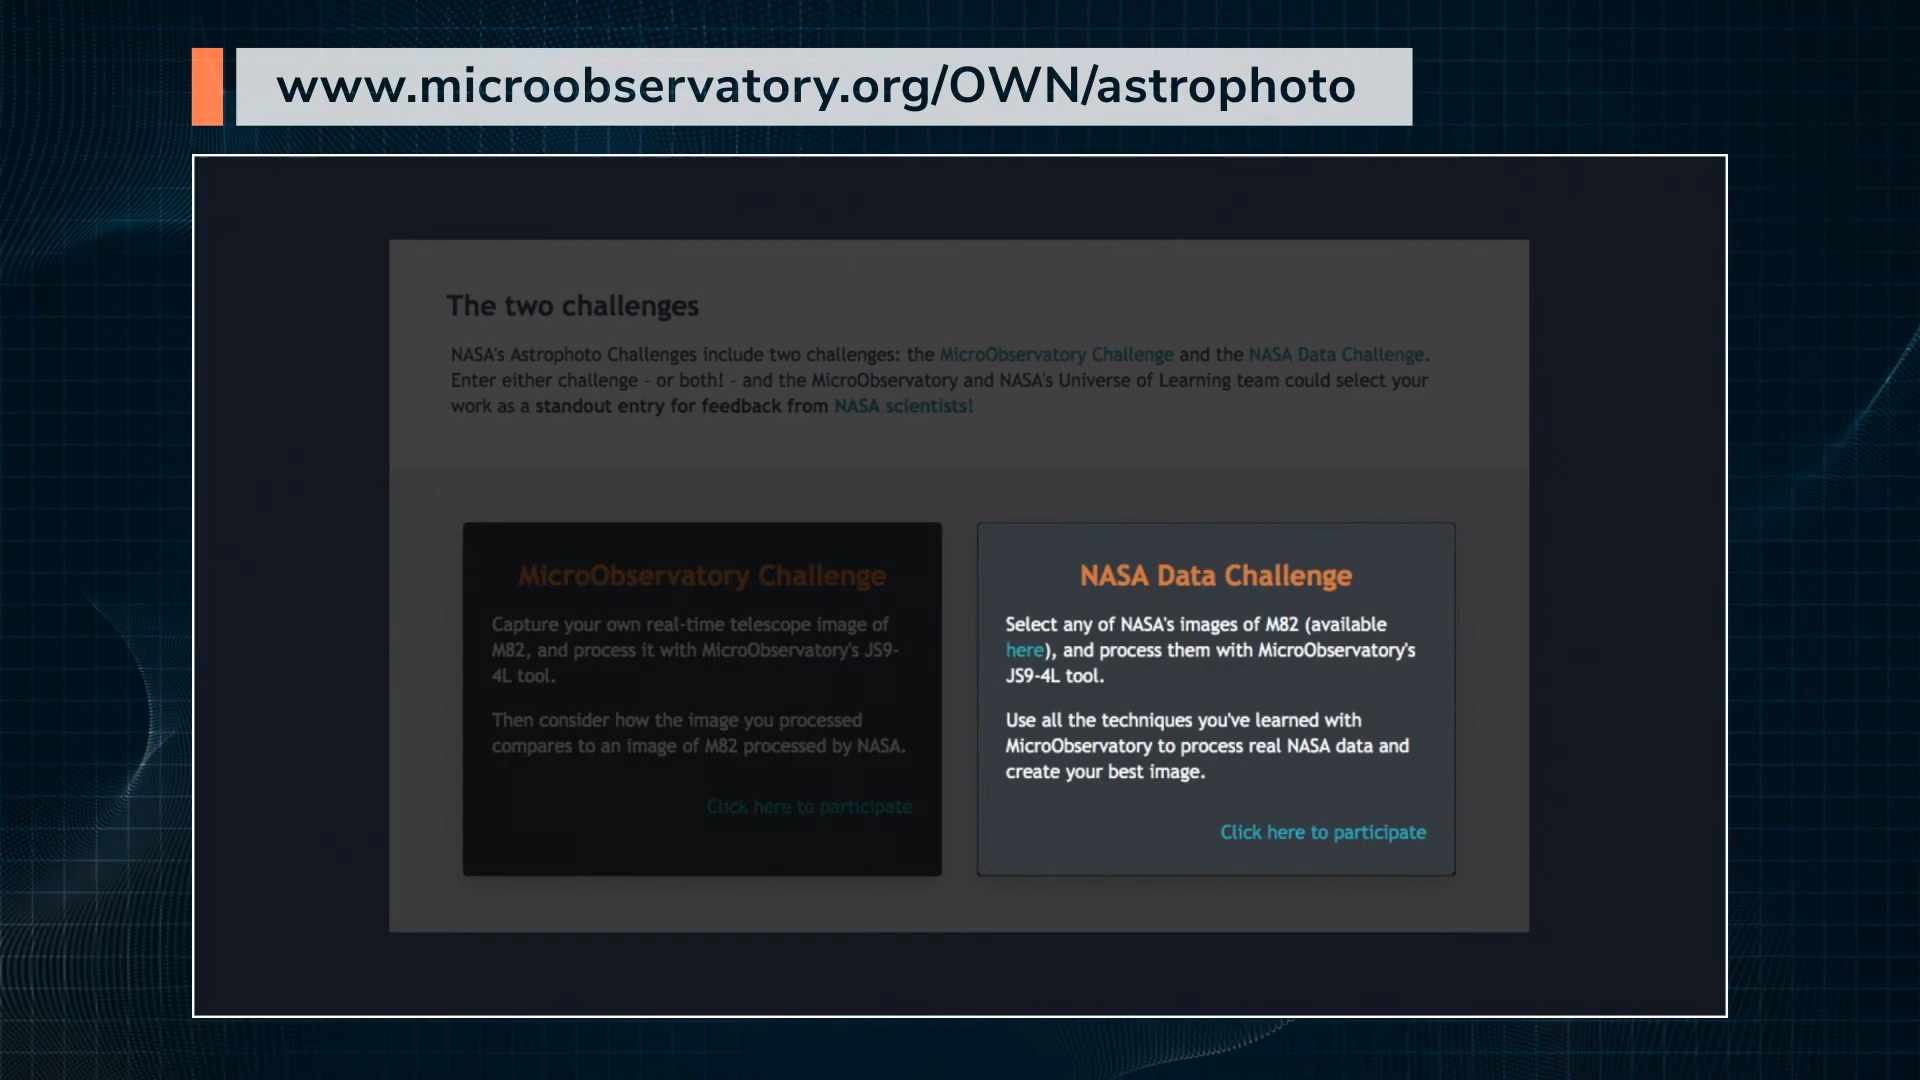 www.microobservatory.org/OWN/astrophoto
The two challenges
NASA's Astrophoto Challenges include two challenges: the MicroObservatory Challenge and the NASA Data Challenge.
Enter either challenge - or both! - and the MicroObservatory and NASA's Universe of Learning team could select your
work as a standout entry for feedback from NASA scientists!
MicroObservatory Challenge
Capture your own real-time telescope image of
M82, and process it with MicroObservatory's JS9-
4L tool.
Then consider how the image you processed
compares to an image of M82 processed by NASA.
Click here to participate
NASA Data Challenge
Select any of NASA's images of M82 (available
here), and process them with MicroObservatory's
JS9-4L tool.
Use all the techniques you've learned with
MicroObservatory to process real NASA data and
create your best image.
Click here to participate